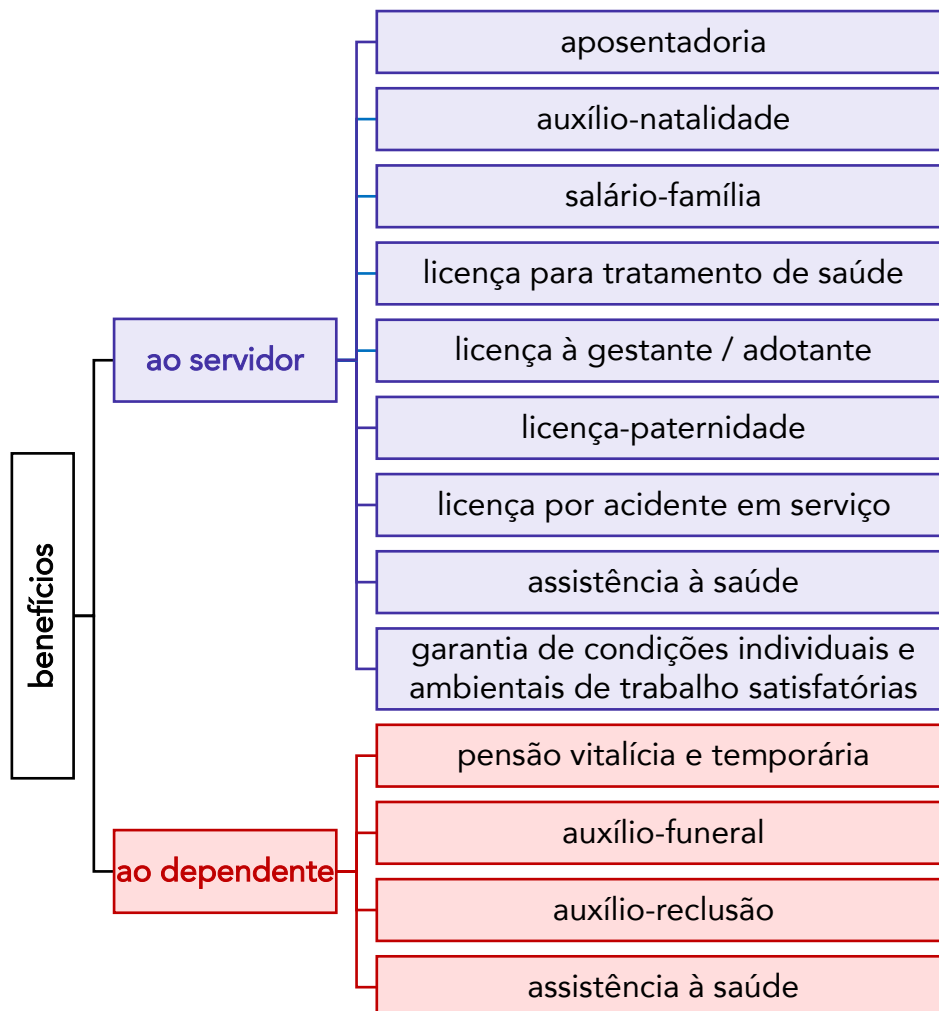 benefícios
ao servidor
aposentadoria
auxílio-natalidade
salário-família
licença para tratamento de saúde
licença à gestante / adotante
licença-paternidade
licença por acidente em serviço
assistência à saúde
garantia de condições individuais e
ambientais de trabalho satisfatórias
ao dependente
pensão vitalícia e temporária
auxílio-funeral
auxílio-reclusão
assistência à saúde